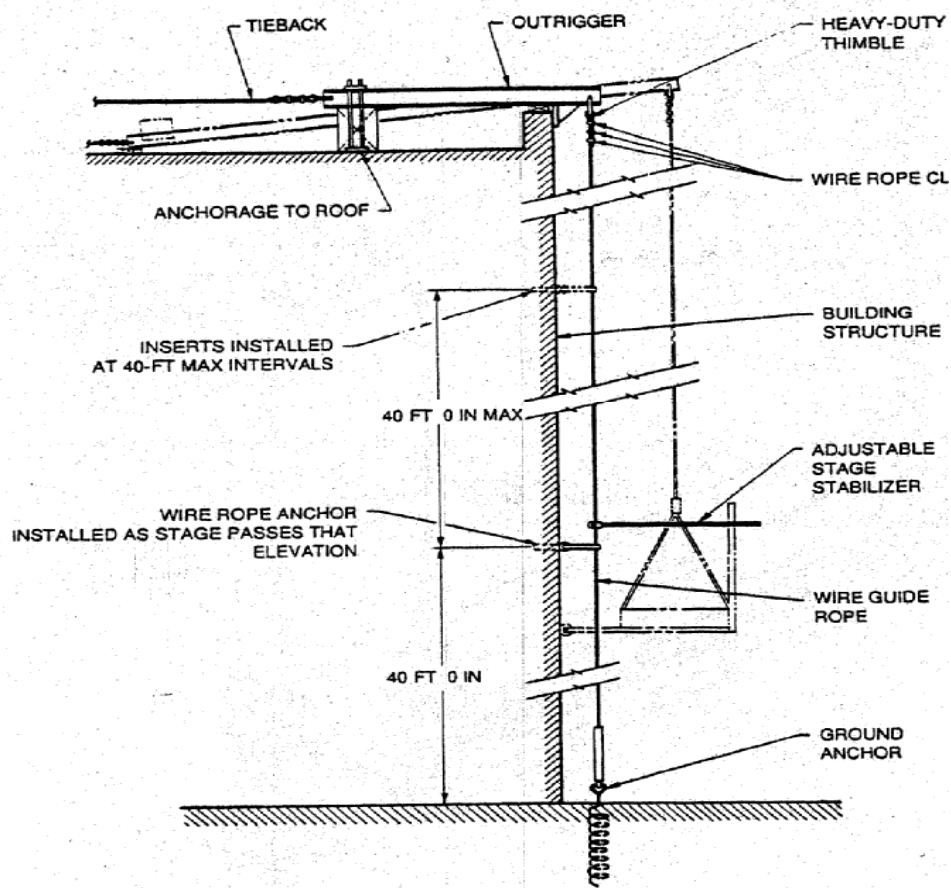 TIEBACK
OUTRIGGER
HEAVY-DUTY
THIMBLE
WIRE ROPE CL
ANCHORAGE TO ROOF
INSERTS INSTALLED
AT 40-FT MAX INTERVALS
BUILDING
STRUCTURE
40 FT 0 IN MAX
ADJUSTABLE
STAGE
STABILIZER
WIRE ROPE ANCHOR
INSTALLED AS STAGE PASSES THAT
ELEVATION
WIRE GUIDE
ROPE
40 FT 0 IN
GROUND
ANCHOR